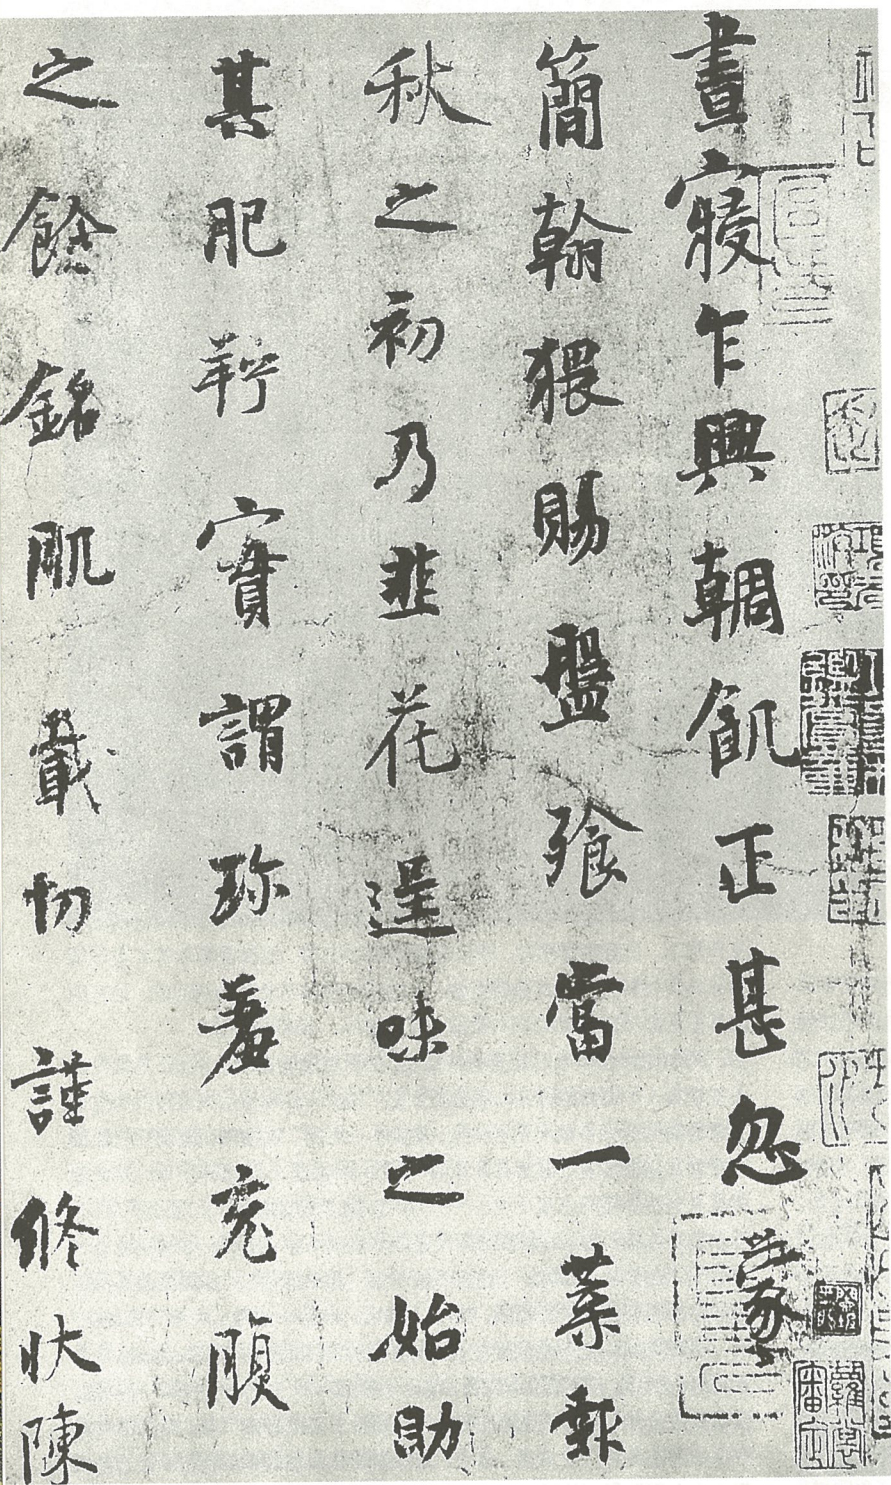 晝寢乍興朝飢正甚忽蒙
簡翰猥賜盤飧當一葉報
秋之初乃韭花逞味之始助
其肥羜實謂珍羞充腹
之餘銘肌載切謹修狀陳